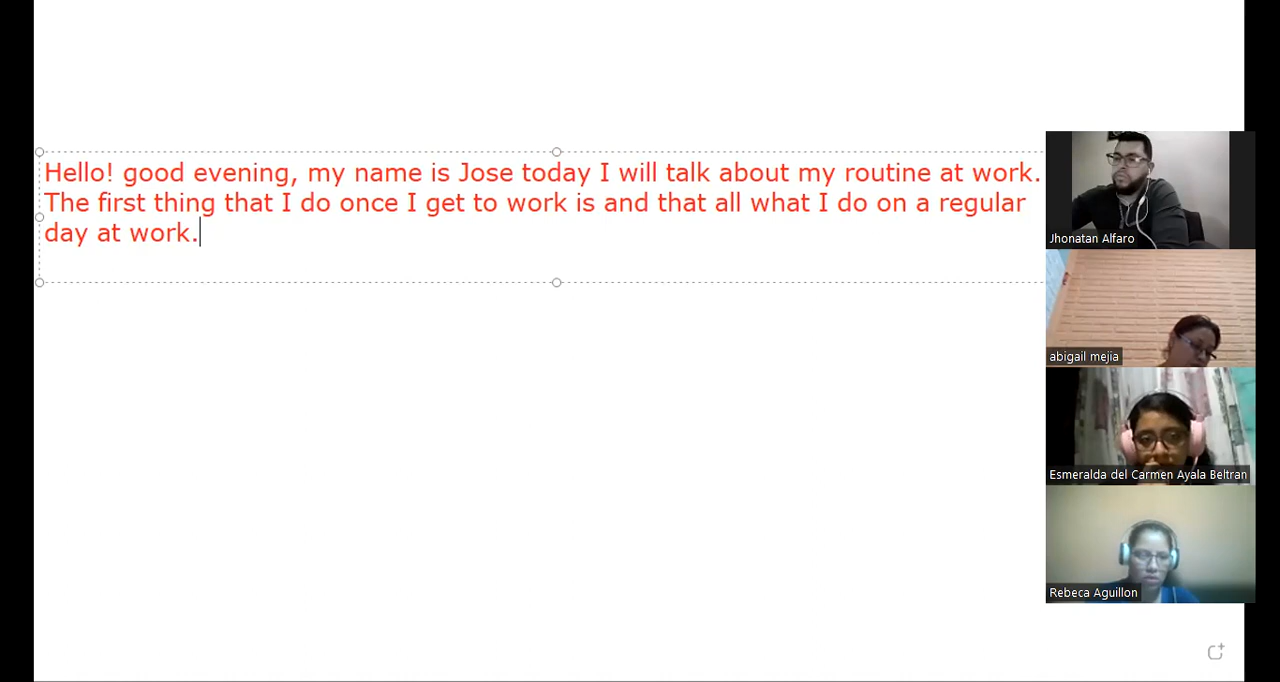 Hello! good evening, my name is Jose today I will talk about my routine at work.
The first thing that I do once I get to work is and that all what I do on a regular
day at work.
Jhonatan Alfaro
abigail mejia
Esmeralda del Carmen Ayala Beltran
Rebeca Aguillon